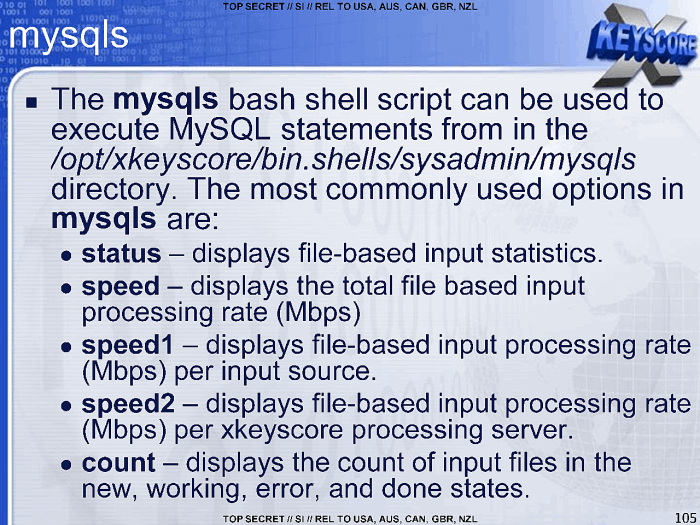 TOP SECRET // SI // REL TO USA, AUS, CAN, GBR, NZL
mysqls
KEYSCORE
The mysqls bash shell script can be used to
execute MySQL statements from in the
/opt/xkeyscore/bin.shells/sysadmin/mysqls
directory. The most commonly used options in
mysqls are:
status – displays file-based input statistics.
speed – displays the total file based input
processing rate (Mbps)
speed1 – displays file-based input processing rate
(Mbps) per input source.
speed2 – displays file-based input processing rate
(Mbps) per xkeyscore processing server.
count – displays the count of input files in the
new, working, error, and done states.
TOP SECRET // SI // REL TO USA, AUS, CAN, GBR, NZL
105